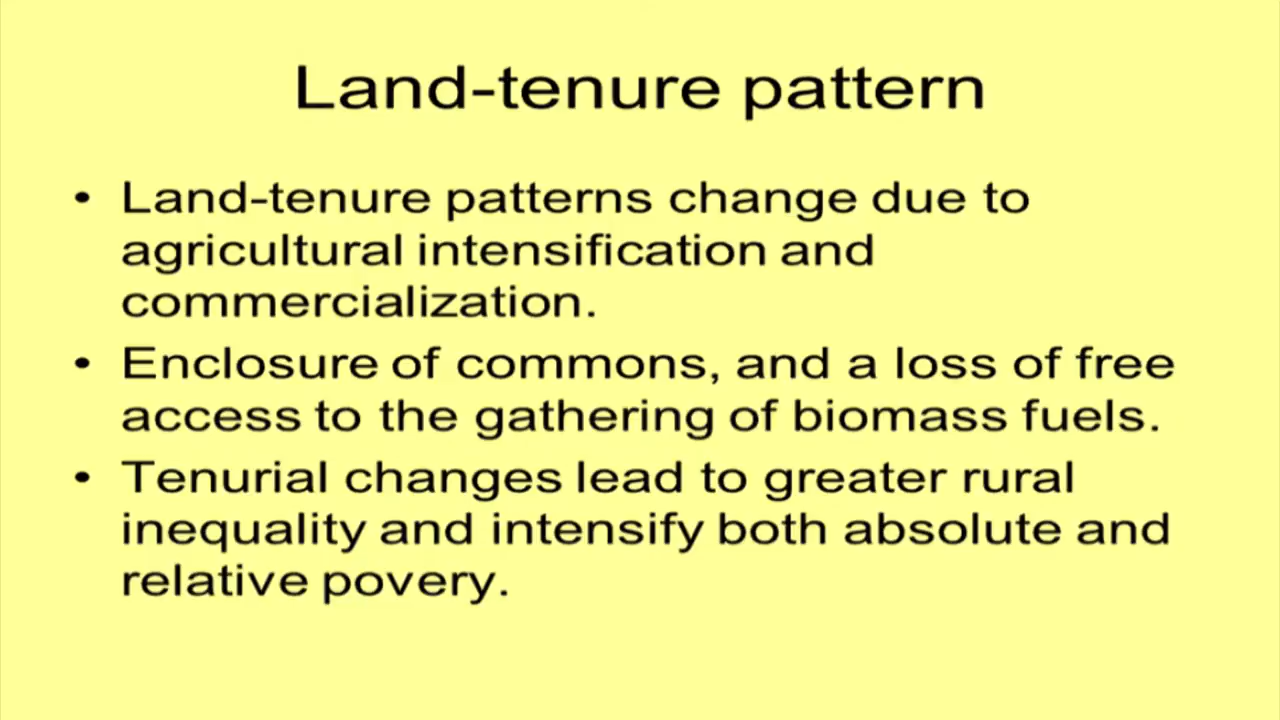 Land-tenure pattern
• Land-tenure patterns change due to
agricultural intensification and
commercialization.
• Enclosure of commons, and a loss of free
access to the gathering of biomass fuels.
• Tenurial changes lead to greater rural
inequality and intensify both absolute and
relative povery.